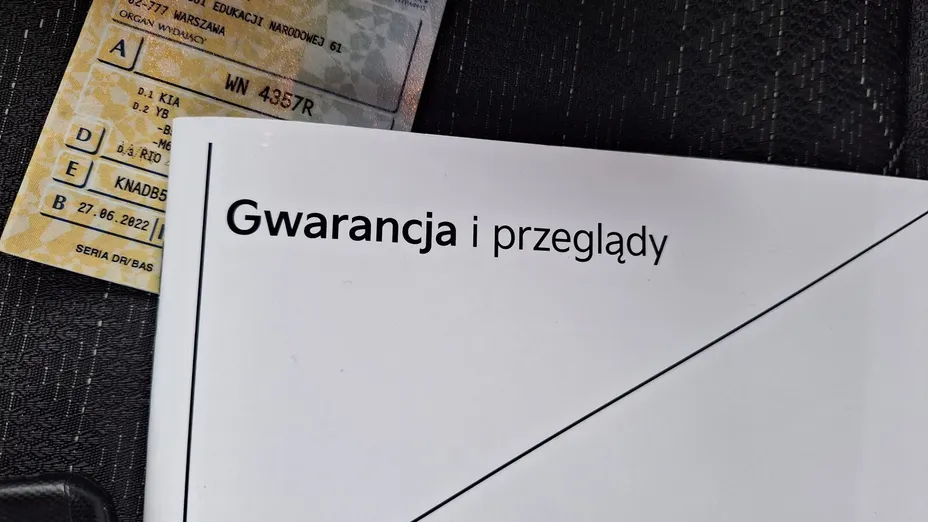 EDUKACJI NARODOWEJ 61
02-777 WARSZAWA
ORGAN WYDAJĄCY
A
WN 4357R
D.1 KIA
D.2 YB
D
D.3 RIO
E
KNADB5
B 27.06.2022
SERIA DR/BAS
Gwarancja i przeglądy